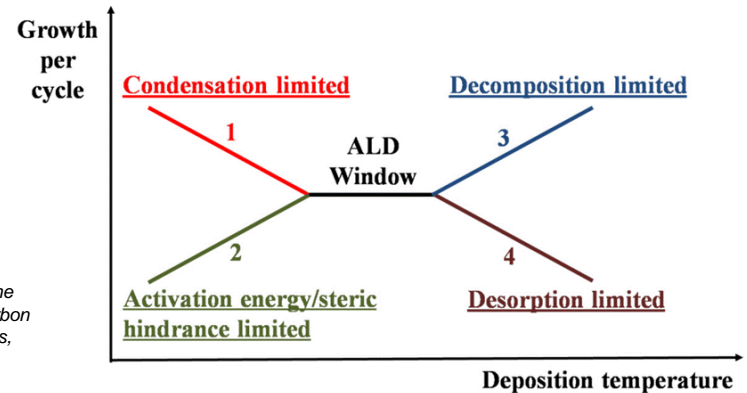 Growth
per
cycle
Condensation limited
Decomposition limited
1
3
ALD
Window
2
4
Activation energy/steric
hindrance limited
Desorption limited
Deposition temperature